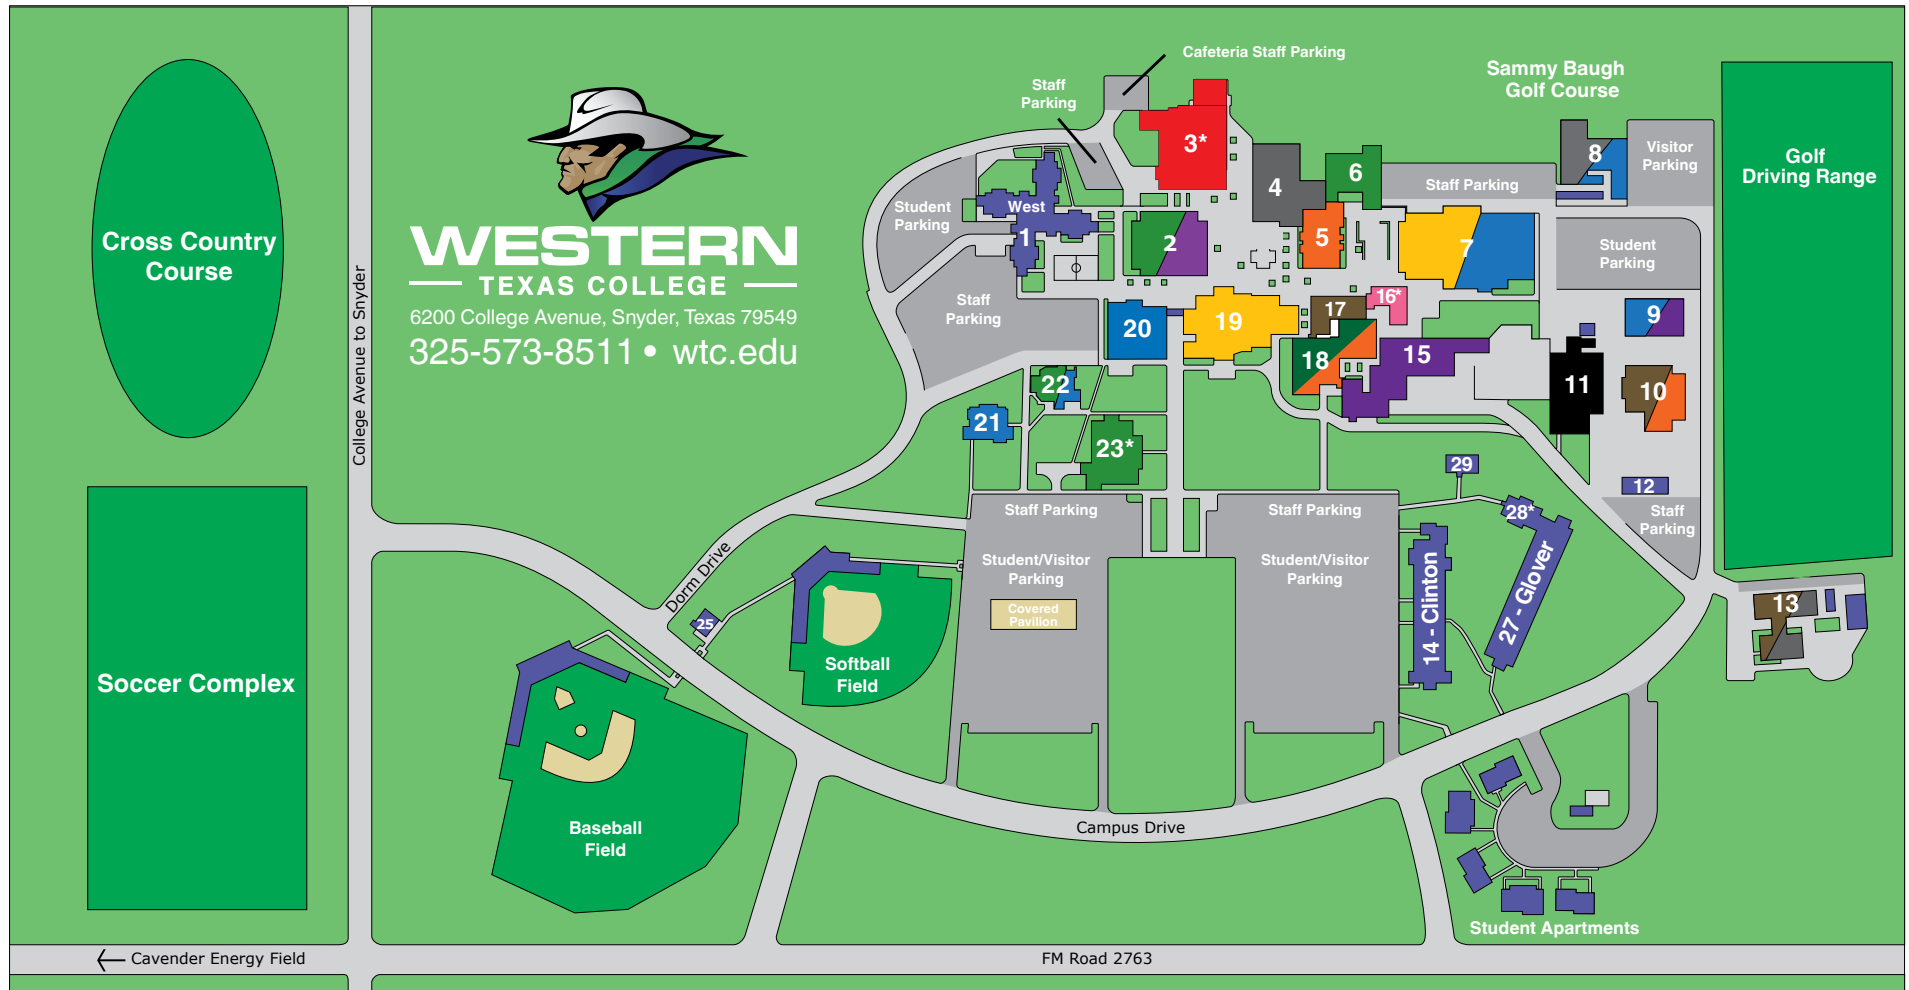 Cafeteria Staff Parking
Staff
Parking
Sammy Baugh
Golf Course
3*
8
Visitor
Parking
Golf
Driving Range
6
4
Staff Parking
Student
Parking
West
1
2
5
7
Student
Parking
Cross Country
Course
WESTERN
TEXAS COLLEGE
6200 College Avenue, Snyder, Texas 79549
325-573-8511 • wtc.edu
College Avenue to Snyder
Staff
Parking
20
19
17
16*
18
15
9
11
10
22
21
23*
29
12
28*
Staff
Parking
Staff Parking
Staff Parking
Student/Visitor
Parking
Student/Visitor
Parking
Covered
Pavilion
14 - Clinton
27 - Glover
13
Dorm Drive
25
Softball
Field
Soccer Complex
Baseball
Field
Campus Drive
Student Apartments
Cavender Energy Field
FM Road 2763